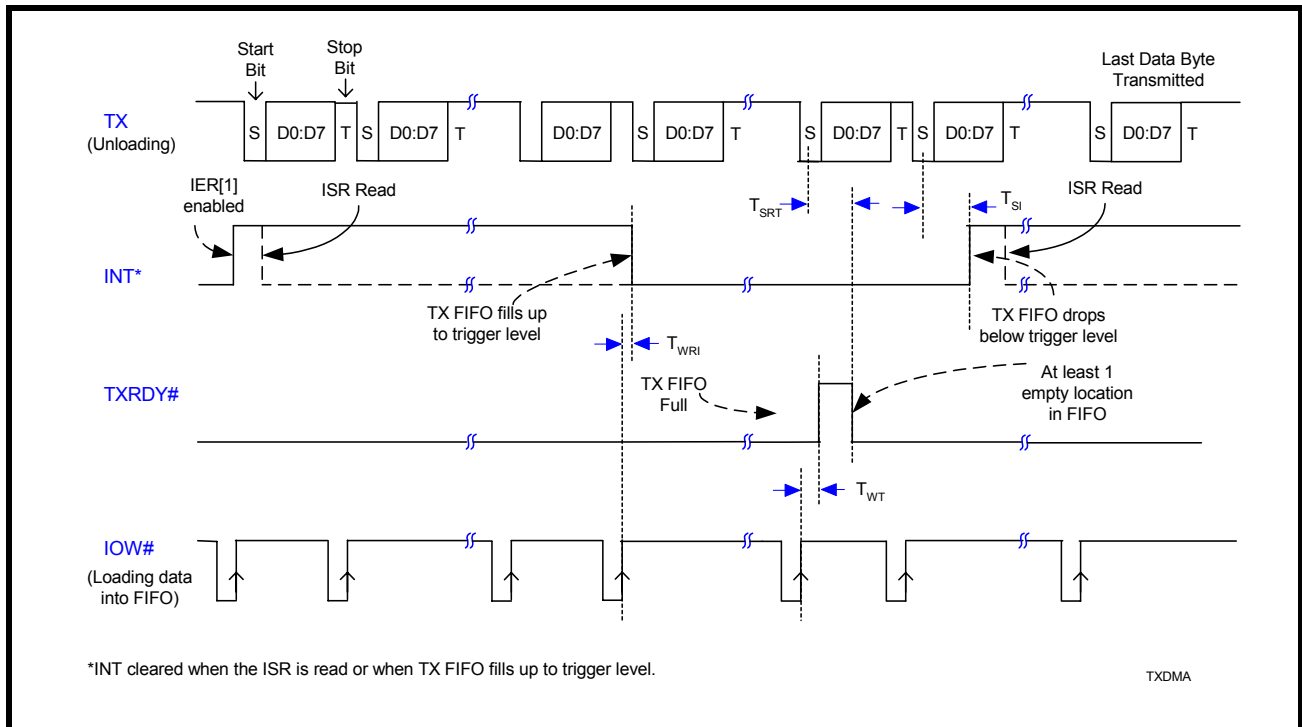 Start
Bit
Stop
Bit
Last Data Byte
Transmitted
TX
(Unloading)
S D0:D7 T S D0:D7 T D0:D7 S D0:D7 T S D0:D7 T S D0:D7 T S D0:D7 T
IER[1]
enabled
ISR Read
TSRT
TSI
ISR Read
INT*
TX FIFO fills up
to trigger level
TX FIFO drops
below trigger level
TWRI
TXRDY#
TX FIFO
Full
At least 1
empty location
in FIFO
TWT
IOW#
(Loading data
into FIFO)
*INT cleared when the ISR is read or when TX FIFO fills up to trigger level.
TXDMA